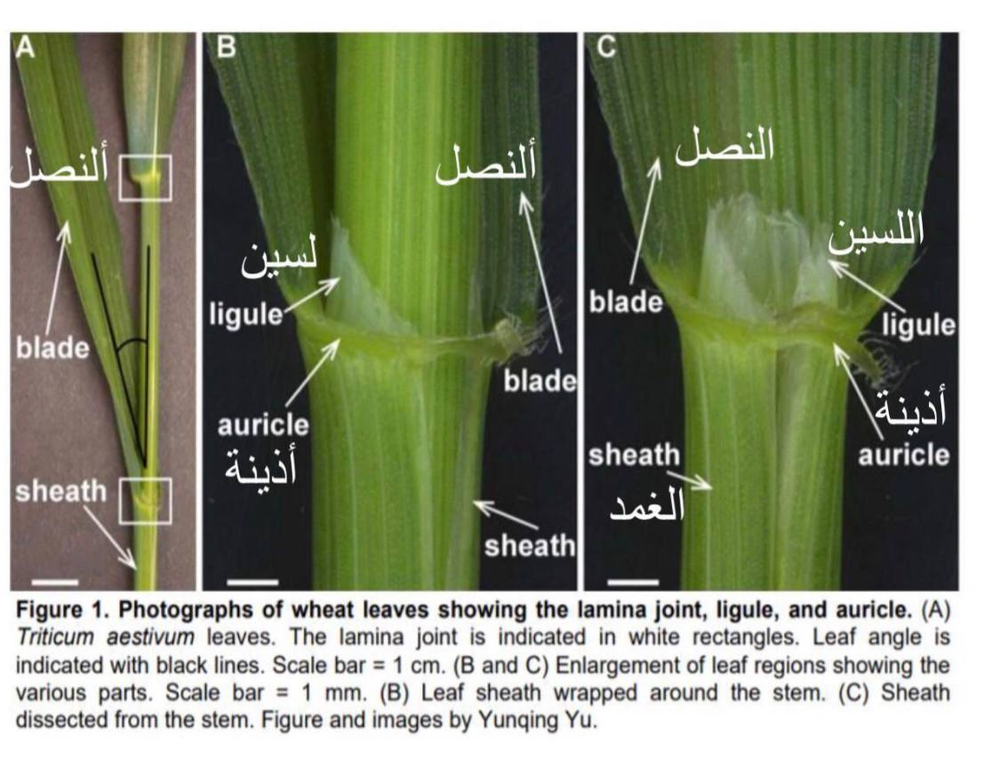 A
ألنصل
blade
sheath
B
ألنصل
لسين
ligule
blade
auricle
أذينة
sheath
C
النصل
اللسين
blade
ligule
أذينة
sheath
auricle
الغمد
Figure 1. Photographs of wheat leaves showing the lamina joint, ligule, and auricle. (A)
Triticum aestivum leaves. The lamina joint is indicated in white rectangles. Leaf angle is
indicated with black lines. Scale bar = 1 cm. (B and C) Enlargement of leaf regions showing the
various parts. Scale bar = 1 mm. (B) Leaf sheath wrapped around the stem. (C) Sheath
dissected from the stem. Figure and images by Yunqing Yu.